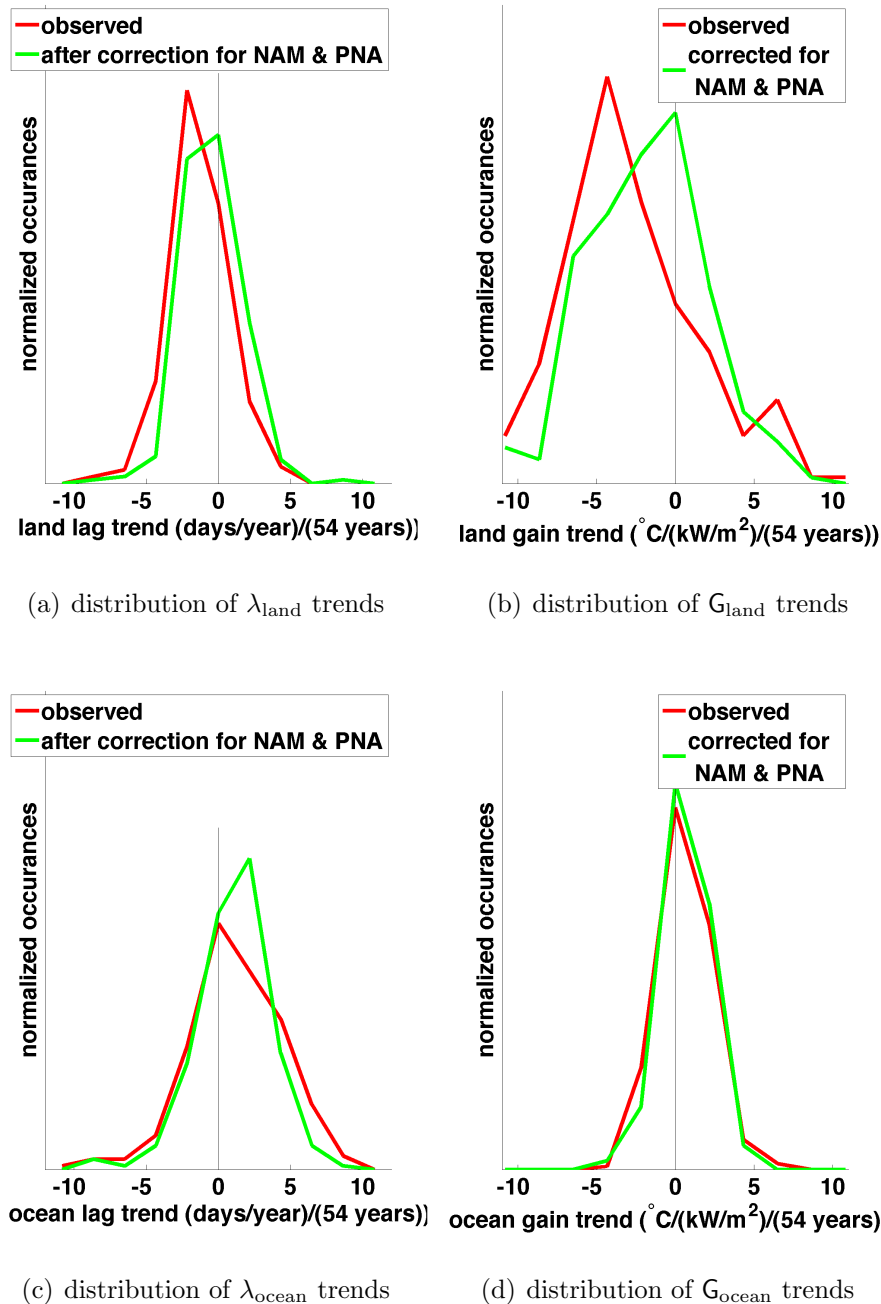 observed
after correction for NAM & PNA
normalized occurances
-10 -5 0 5 10
land lag trend (days/year)/(54 years))
(a) distribution of λland trends
observed
corrected for
NAM & PNA
normalized occurances
-10 -5 0 5 10
land gain trend (°C/(kW/m²)/(54 years))
(b) distribution of Gland trends
observed
after correction for NAM & PNA
normalized occurances
-10 -5 0 5 10
ocean lag trend (days/year)/(54 years))
(c) distribution of λocean trends
observed
corrected for
NAM & PNA
normalized occurances
-10 -5 0 5 10
ocean gain trend (°C/(kW/m²)/(54 years)
(d) distribution of Gocean trends